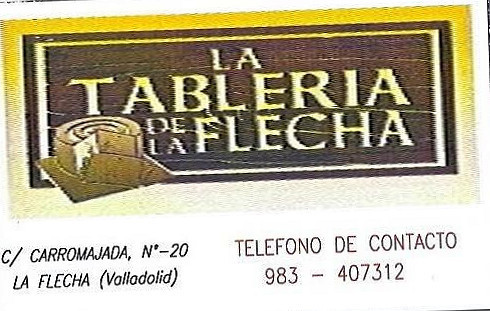 LA
TABLERIA
DE LA FLECHA
C/ CARROMAJADA, Nº-20
LA FLECHA (Valladolid)
TELEFONO DE CONTACTO
983 - 407312